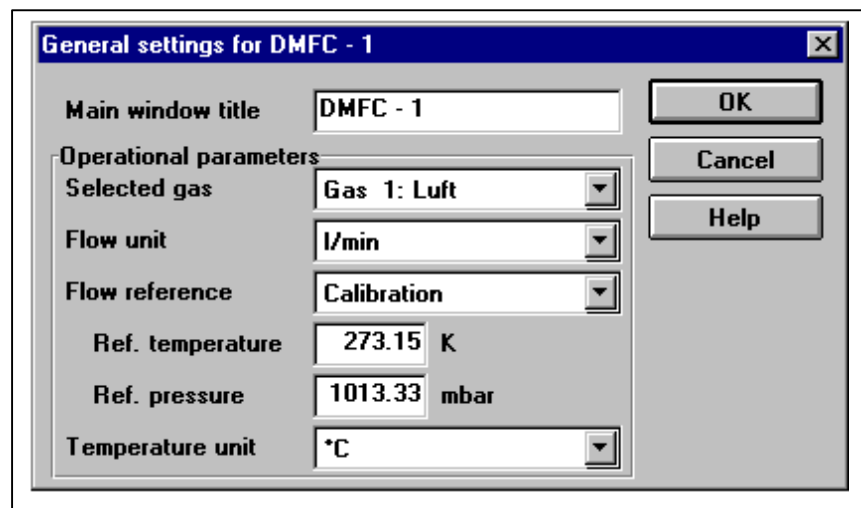 General settings for DMFC - 1
Main window title DMFC - 1
OK
Operational parameters
Cancel
Selected gas Gas 1: Luft
Help
Flow unit l/min
Flow reference Calibration
Ref. temperature 273.15 K
Ref. pressure 1013.33 mbar
Temperature unit °C